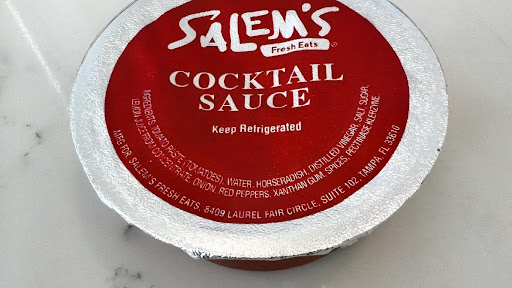 SALEM'S
Fresh Eats
COCKTAIL
SAUCE
Keep Refrigerated
INGREDIENTS: TOMATO PASTE (TOMATOES), WATER, HORSERADISH, DISTILLED VINEGAR, SALT, SUGAR,
LEMON JUICE FROM CONCENTRATE, ONION, RED PEPPERS, XANTHAN GUM, SPICES, PECTINASE
MFG FOR SALEM'S FRESH EATS, 8409 LAUREL FAIR CIRCLE, SUITE 102, TAMPA, FL 33610